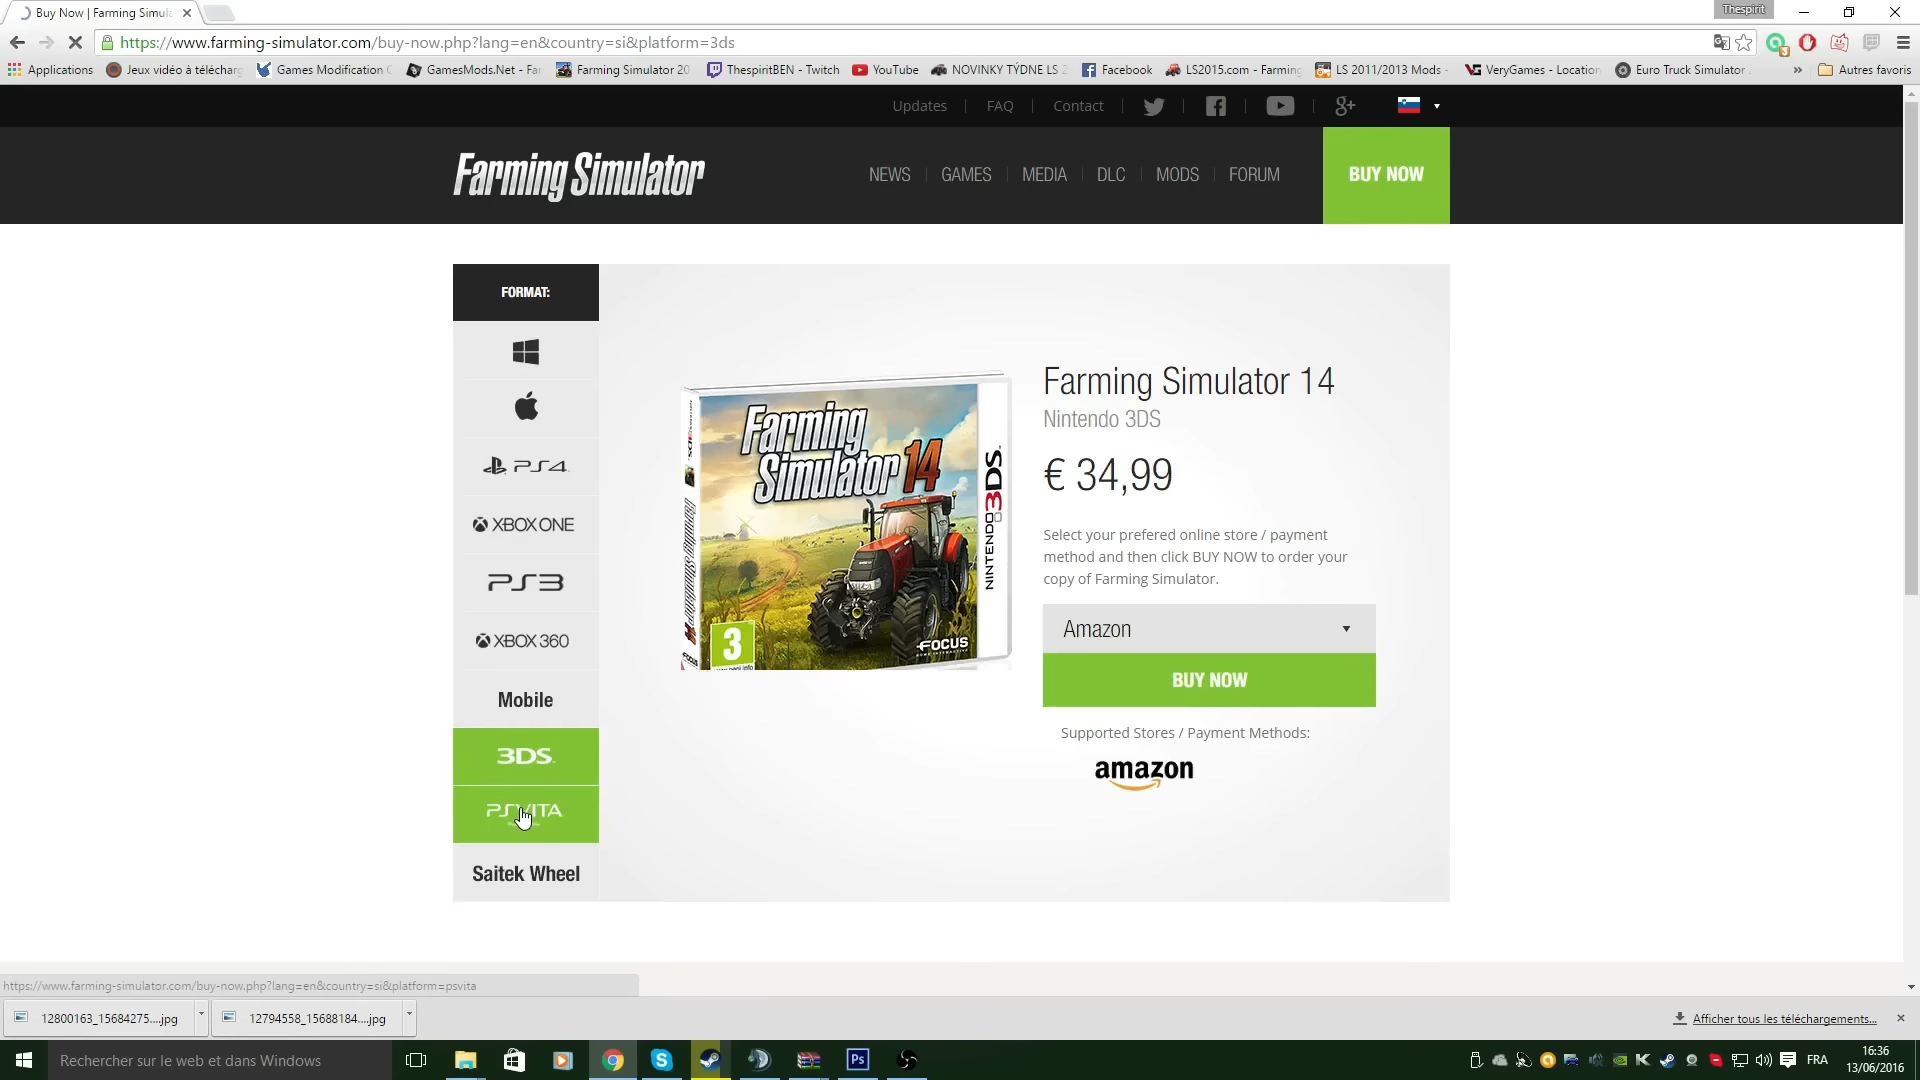 Buy Now | Farming Simula
Thespirit
https://www.farming-simulator.com/buy-now.php?lang=en&country=si&platform=3ds
Applications
Jeux vidéo à télécharg
Games Modification C
GamesMods.Net - Far
Farming Simulator 20
ThespiritBEN - Twitch
YouTube
NOVINKY TÝDNE LS 2
Facebook
LS2015.com - Farming
LS 2011/2013 Mods -
VeryGames - Location
Euro Truck Simulator
»
Autres favoris
Updates
FAQ
Contact
Farming Simulator
NEWS
GAMES
MEDIA
DLC
MODS
FORUM
BUY NOW
FORMAT:
PS4
XBOX ONE
PS3
XBOX 360
Mobile
3DS
PSVITA
Saitek Wheel
Farming
Simulator 14
NINTENDO 3DS
3
FOCUS
Farming Simulator 14
Nintendo 3DS
€ 34,99
Select your prefered online store / payment
method and then click BUY NOW to order your
copy of Farming Simulator.
Amazon
BUY NOW
Supported Stores / Payment Methods:
amazon
https://www.farming-simulator.com/buy-now.php?lang=en&country=si&platform=psvita
12800163_15684275....jpg
12794558_15688184....jpg
Afficher tous les téléchargements...
Rechercher sur le web et dans Windows
Ps
FRA
16:36
13/06/2016